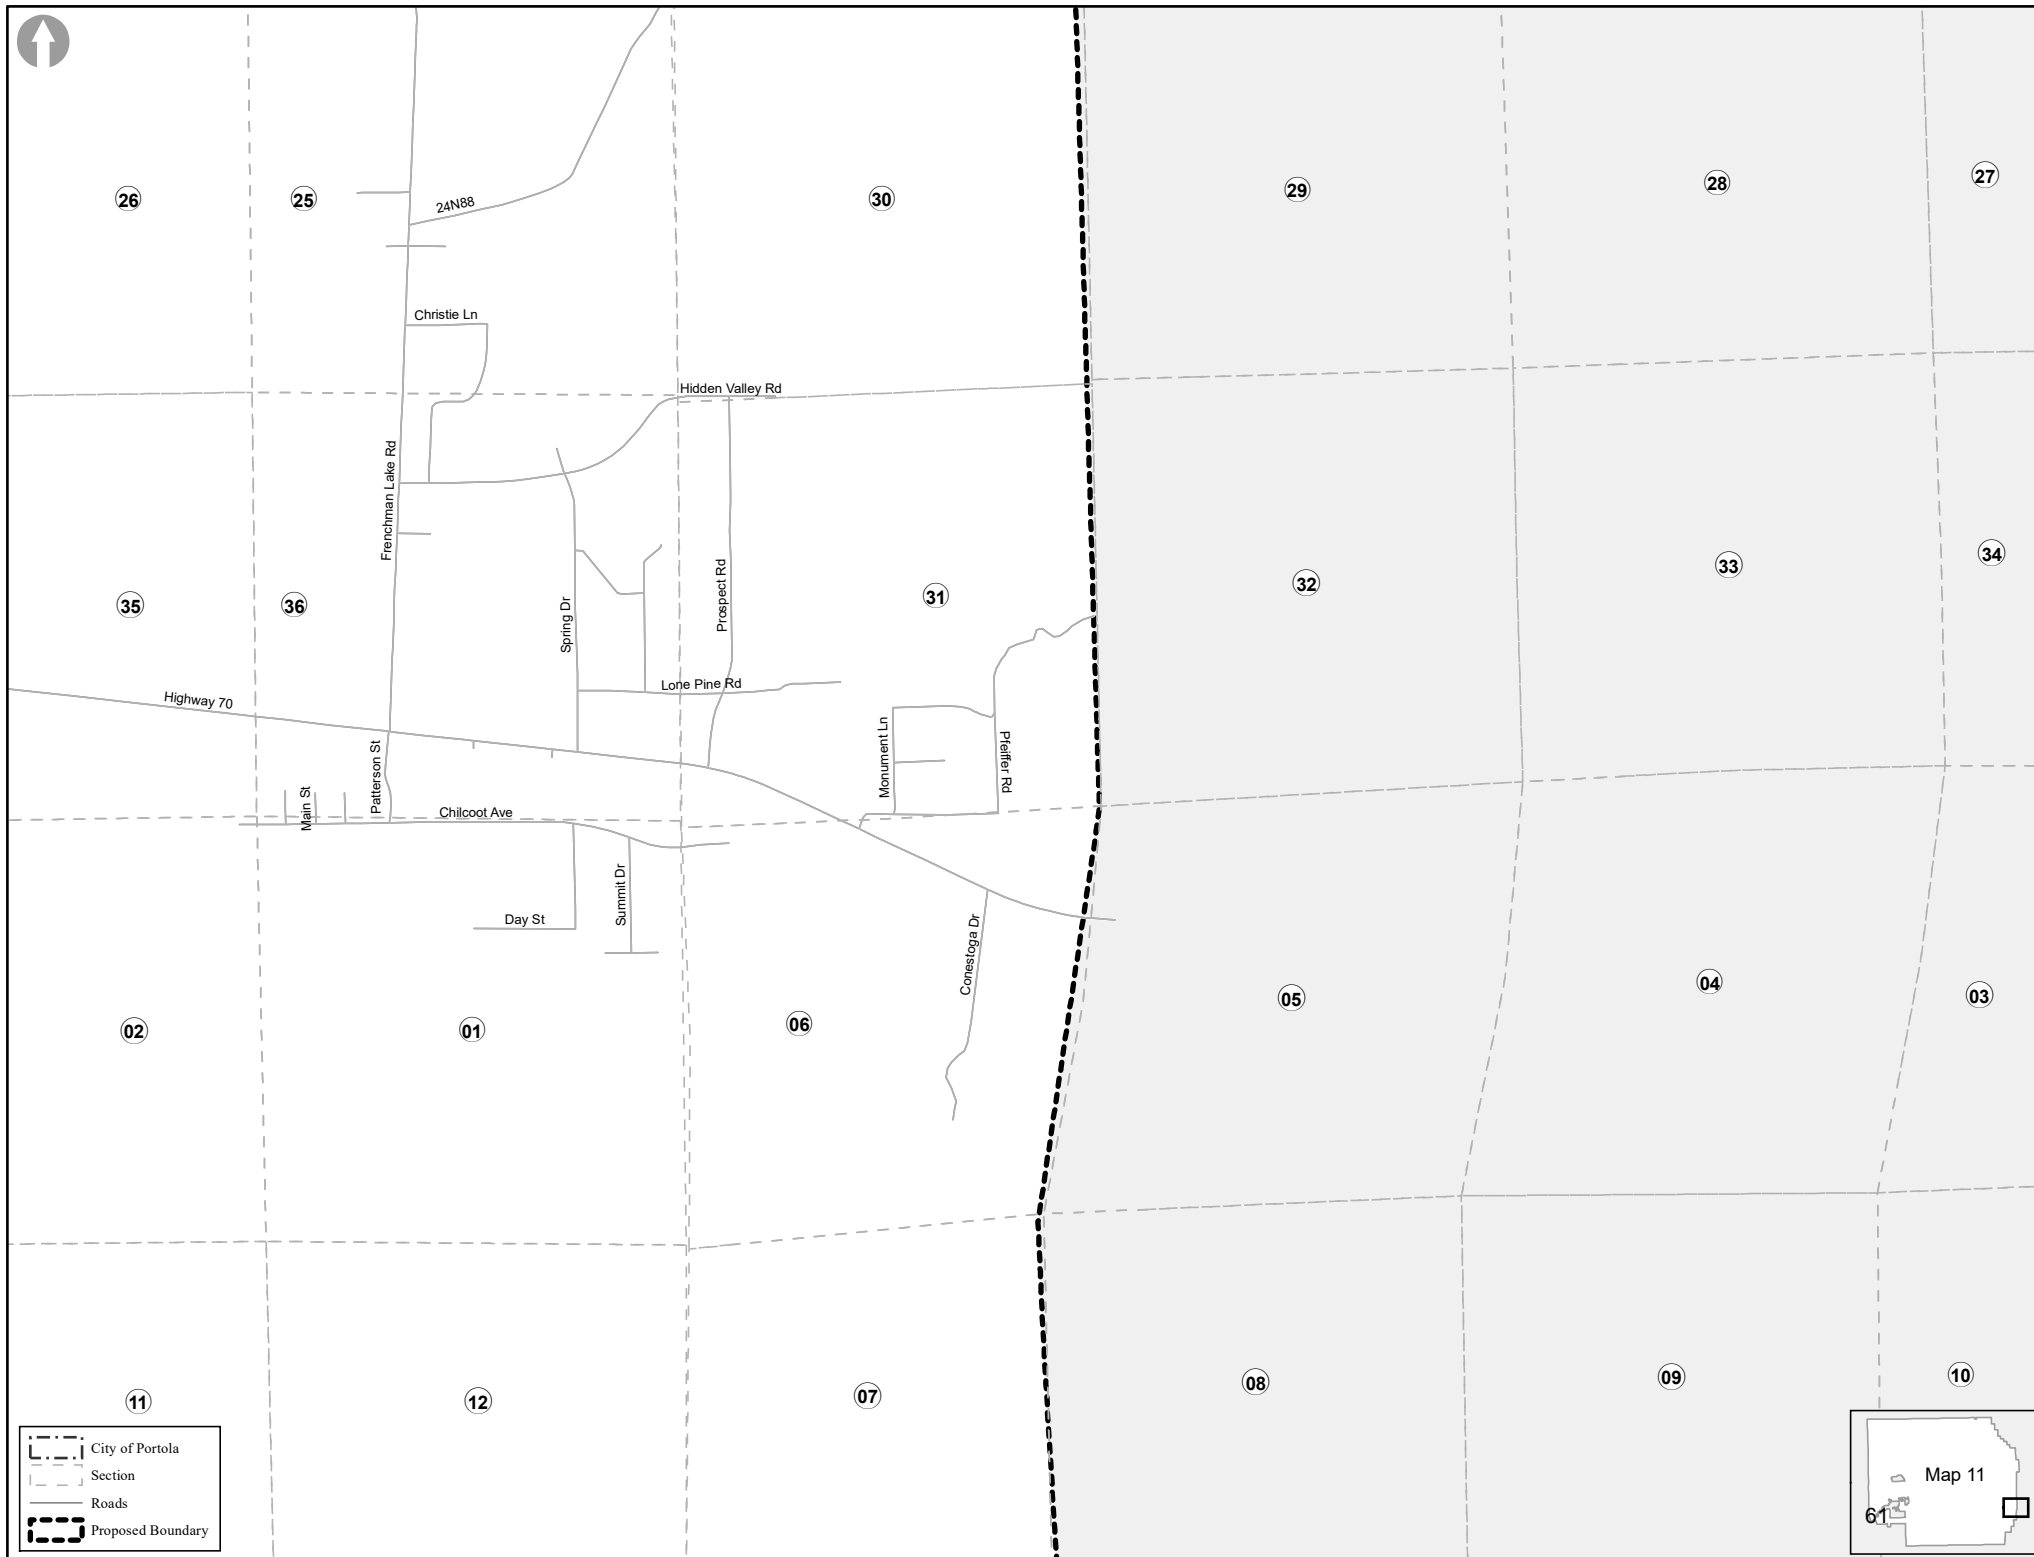 27
28
29
26
25
30
24N88
Christie Ln
Hidden Valley Rd
Frenchman Lake Rd
34
33
32
31
35
36
Prospect Rd
Spring Dr
Lone Pine Rd
Highway 70
Monument Ln
Pfeiffer Rd
Patterson St
Main St
Chilcoot Ave
Summit Dr
Day St
Conestoga Dr
04
03
05
06
02
01
10
09
08
07
11
12
City of Portola
Section
Roads
Proposed Boundary
Map 11
61